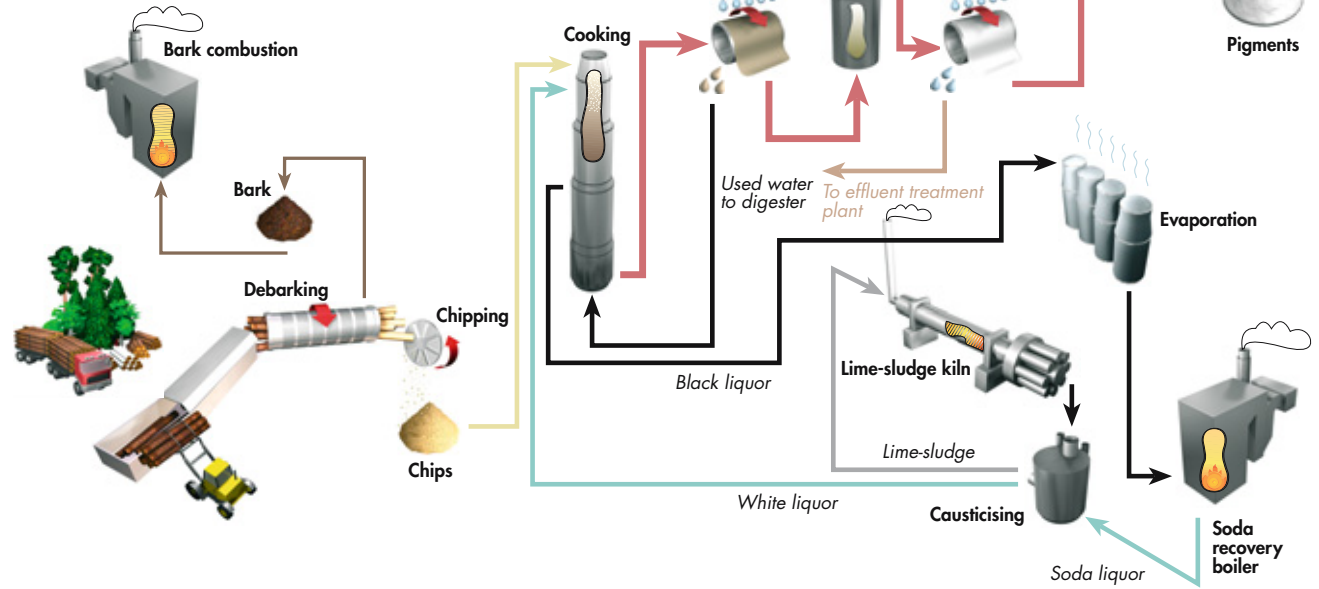 Bark combustion
Cooking
Pigments
Bark
Used water
to digester
To effluent treatment
plant
Evaporation
Debarking
Chipping
Lime-sludge kiln
Black liquor
Chips
Lime-sludge
White liquor
Causticising
Soda
recovery
boiler
Soda liquor